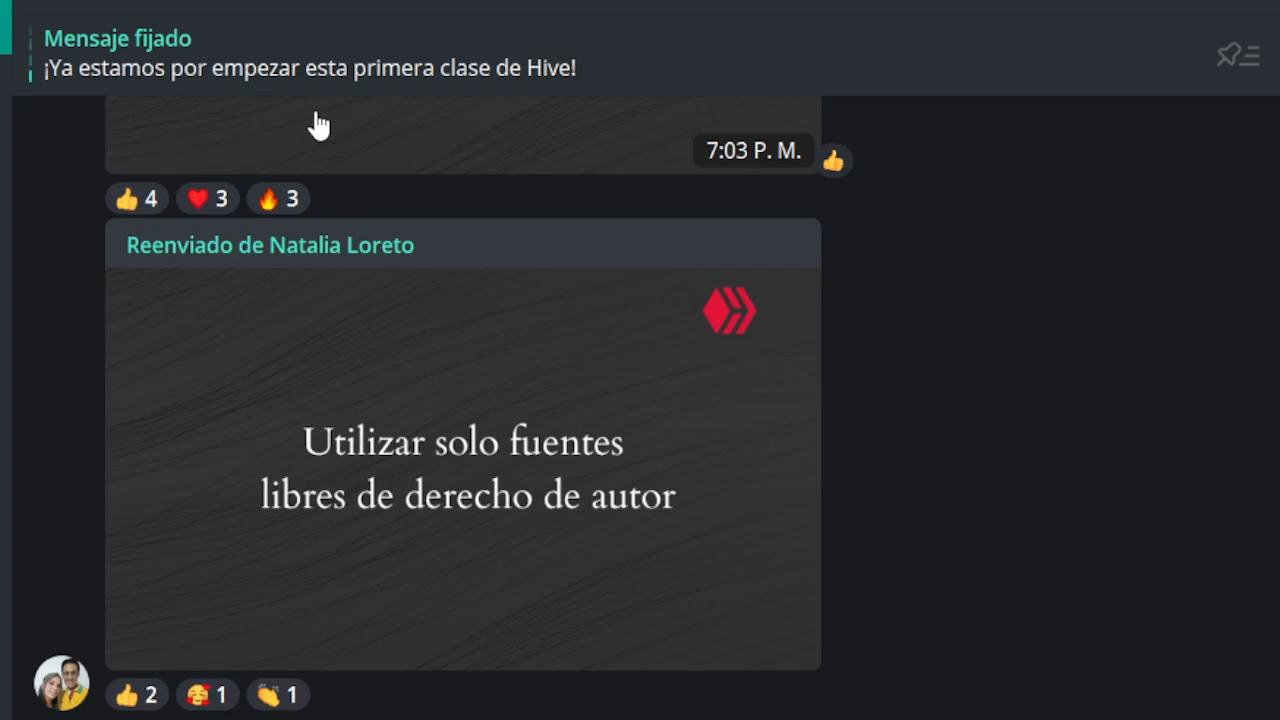 Mensaje fijado
¡Ya estamos por empezar esta primera clase de Hive!
7:03 P. M.
👍 4 ❤️ 3 🔥 3
Reenviado de Natalia Loreto
Utilizar solo fuentes
libres de derecho de autor
👍 2 🥰 1 👏 1